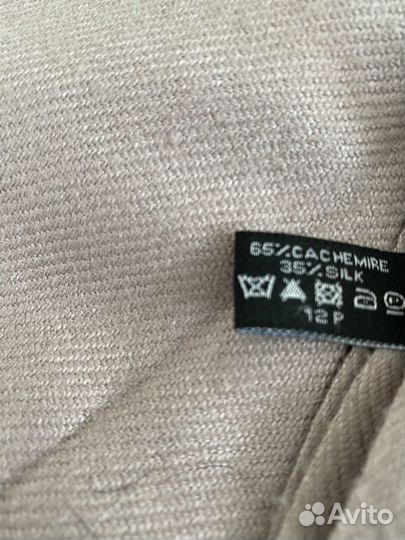 65%CACHEMIRE
35%SILK
12 P
Avito